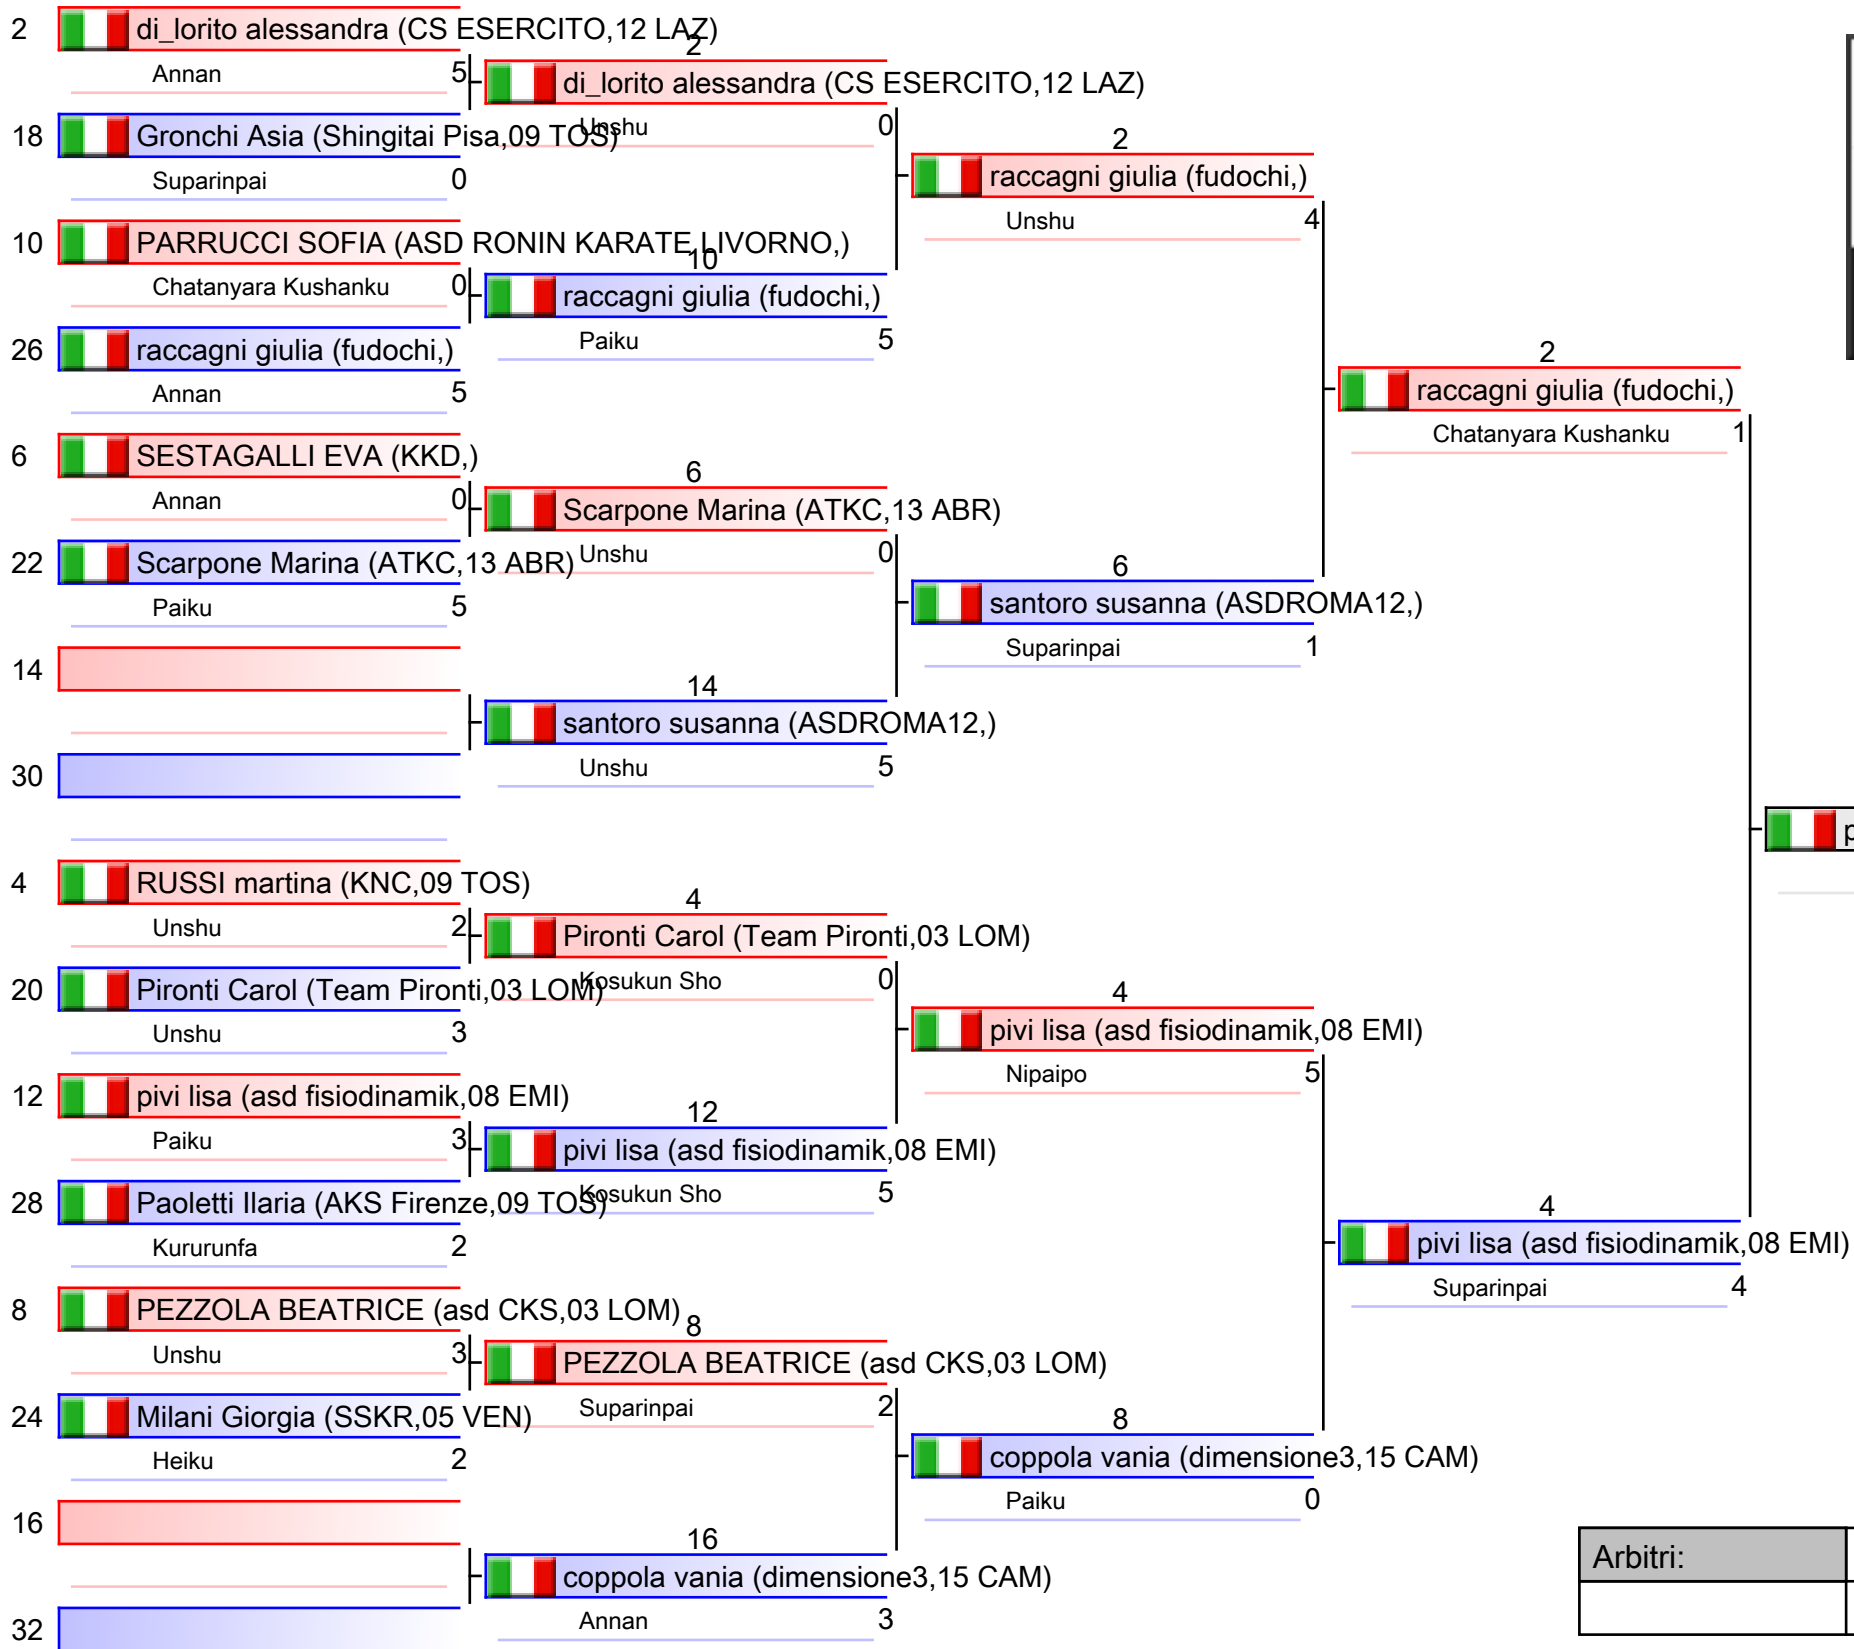 2 di_lorito alessandra (CS ESERCITO,12 LAZ)
Annan 5
18 Gronchi Asia (Shingitai Pisa,09 TOS)
Suparinpai 0
10 PARRUCCI SOFIA (ASD RONIN KARATE LIVORNO,)
Chatanyara Kushanku 0
26 raccagni giulia (fudochi,)
Annan 5
6 SESTAGALLI EVA (KKD,)
Annan 0
22 Scarpone Marina (ATKC,13 ABR)
Paiku 5
14
30
4 RUSSI martina (KNC,09 TOS)
Unshu 2
20 Pironti Carol (Team Pironti,03 LOM)
Unshu 3
12 pivi lisa (asd fisiodinamik,08 EMI)
Paiku 3
28 Paoletti Ilaria (AKS Firenze,09 TOS)
Kururunfa 2
8 PEZZOLA BEATRICE (asd CKS,03 LOM)
Unshu 3
24 Milani Giorgia (SSKR,05 VEN)
Heiku 2
16
32
2
di_lorito alessandra (CS ESERCITO,12 LAZ)
Unshu 0
10
raccagni giulia (fudochi,)
Paiku 5
6
Scarpone Marina (ATKC,13 ABR)
Unshu 0
14
santoro susanna (ASDROMA12,)
Unshu 5
4
Pironti Carol (Team Pironti,03 LOM)
Kosukun Sho 0
12
pivi lisa (asd fisiodinamik,08 EMI)
Kosukun Sho 5
8
PEZZOLA BEATRICE (asd CKS,03 LOM)
Suparinpai 2
16
coppola vania (dimensione3,15 CAM)
Annan 3
2
raccagni giulia (fudochi,)
Unshu 4
6
santoro susanna (ASDROMA12,)
Suparinpai 1
4
pivi lisa (asd fisiodinamik,08 EMI)
Nipaipo 5
8
coppola vania (dimensione3,15 CAM)
Paiku 0
2
raccagni giulia (fudochi,)
Chatanyara Kushanku 1
4
pivi lisa (asd fisiodinamik,08 EMI)
Suparinpai 4
Arbitri: